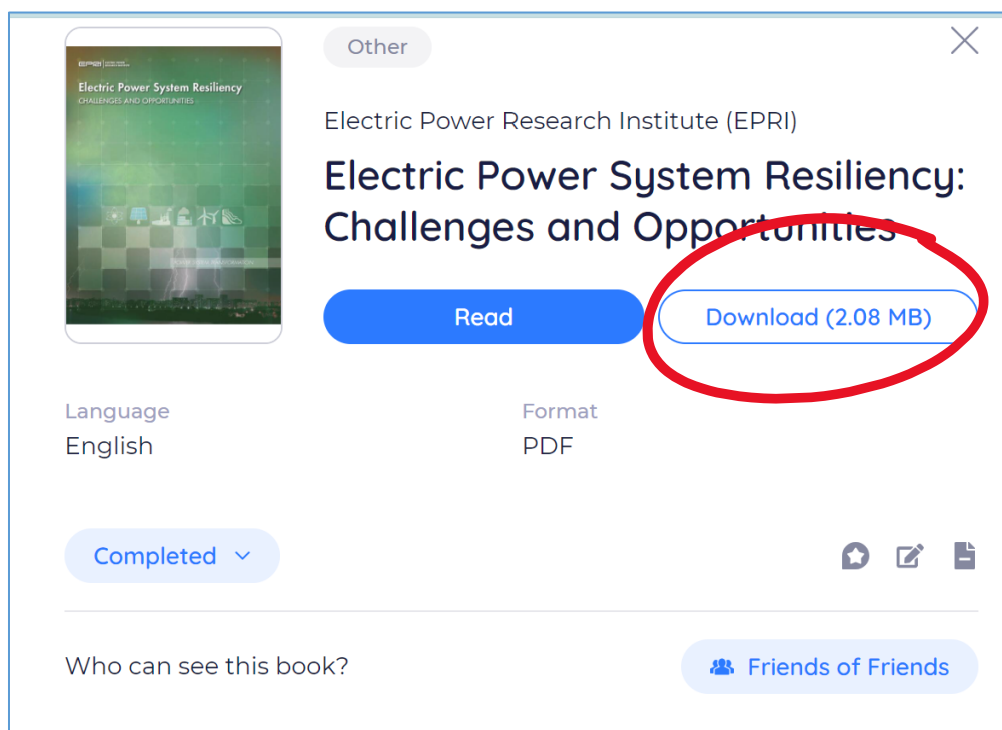 EPRI
Electric Power System Resiliency
CHALLENGES AND OPPORTUNITIES
Other
Electric Power Research Institute (EPRI)
Electric Power System Resiliency:
Challenges and Opportunities
Read
Download (2.08 MB)
Language
English
Format
PDF
Completed
Who can see this book?
Friends of Friends